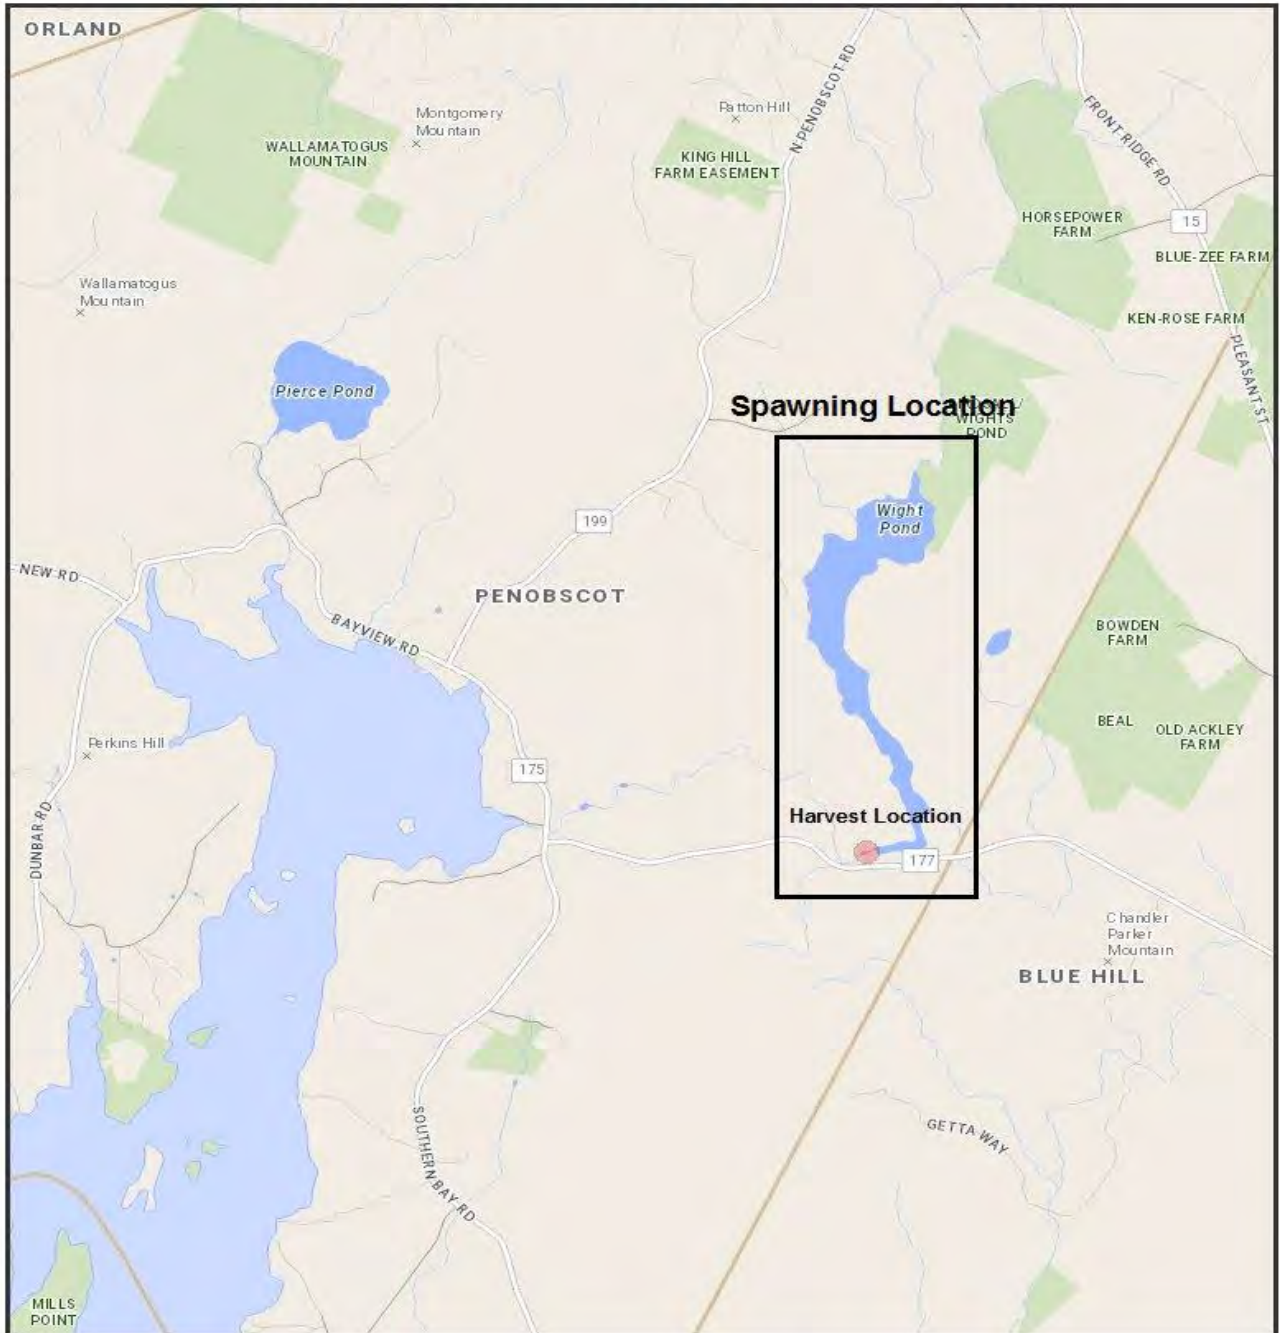 ORLAND
Montgomery
Mountain
Patton Hill
N PENOBSCOT RD
FRONT RIDGE RD
WALLAMATOGUS
MOUNTAIN
KING HILL
FARM EASEMENT
HORSEPOWER
FARM
15
BLUE-ZEE FARM
Wallamatogus
Mountain
KEN-ROSE FARM
PLEASANT ST
Pierce Pond
Spawning Location
WIGHTS
POND
Wight
Pond
199
NEW RD
PENOBSCOT
BAYVIEW RD
BOWDEN
FARM
BEAL
OLD ACKLEY
FARM
Perkins Hill
175
DUNBAR RD
Harvest Location
177
Chandler
Parker
Mountain
BLUE HILL
SOUTHERN BAY RD
GETTA WAY
MILLS
POINT